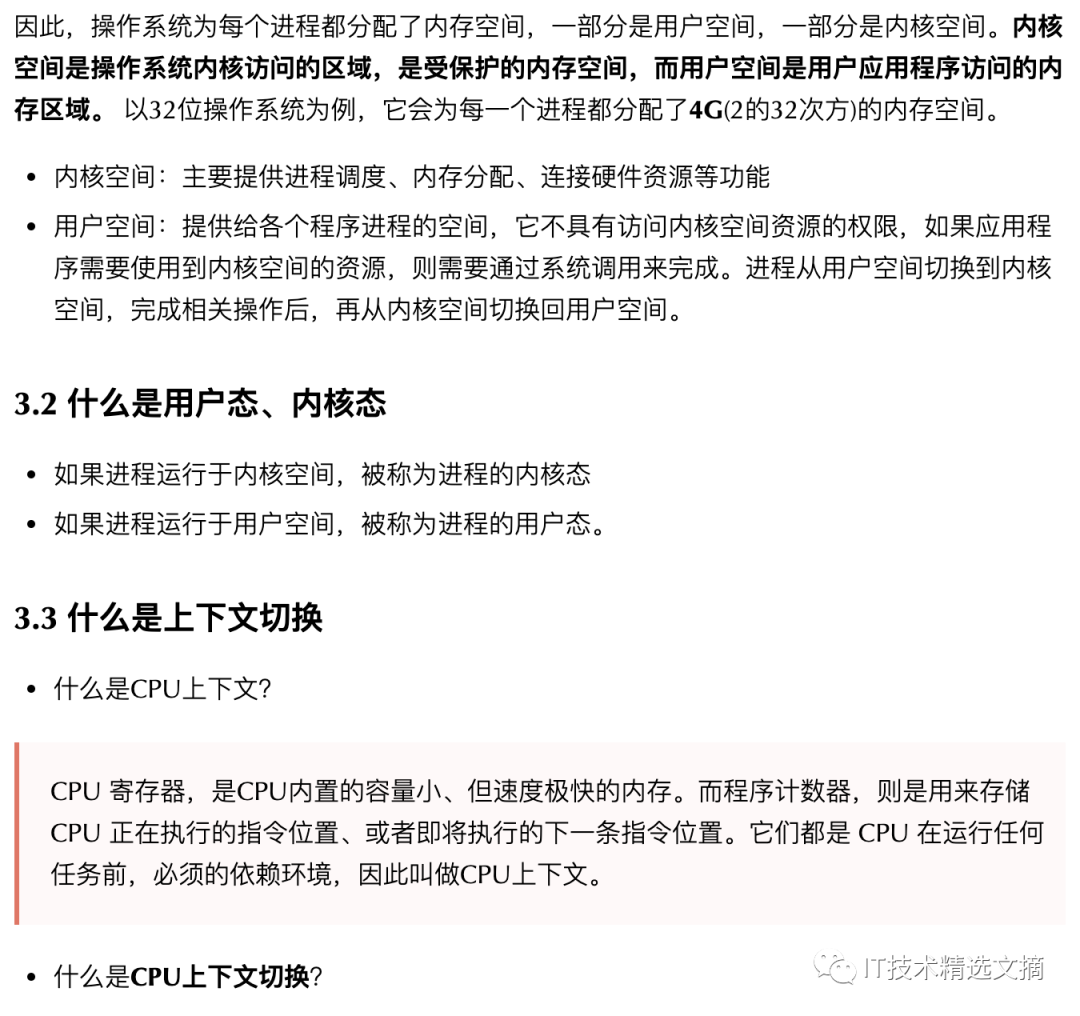 因此，操作系统为每个进程都分配了内存空间，一部分是用户空间，一部分是内核空间。内核
空间是操作系统内核访问的区域，是受保护的内存空间，而用户空间是用户应用程序访问的内
存区域。 以32位操作系统为例，它会为每一个进程都分配了4G(2的32次方)的内存空间。
• 内核空间：主要提供进程调度、内存分配、连接硬件资源等功能
• 用户空间：提供给各个程序进程的空间，它不具有访问内核空间资源的权限，如果应用程
序需要使用到内核空间的资源，则需要通过系统调用来完成。进程从用户空间切换到内核
空间，完成相关操作后，再从内核空间切换回用户空间。
3.2 什么是用户态、内核态
• 如果进程运行于内核空间，被称为进程的内核态
• 如果进程运行于用户空间，被称为进程的用户态。
3.3 什么是上下文切换
• 什么是CPU上下文？
CPU 寄存器，是CPU内置的容量小、但速度极快的内存。而程序计数器，则是用来存储
CPU 正在执行的指令位置、或者即将执行的下一条指令位置。它们都是 CPU 在运行任何
任务前，必须的依赖环境，因此叫做CPU上下文。
• 什么是CPU上下文切换？
IT技术精选文摘